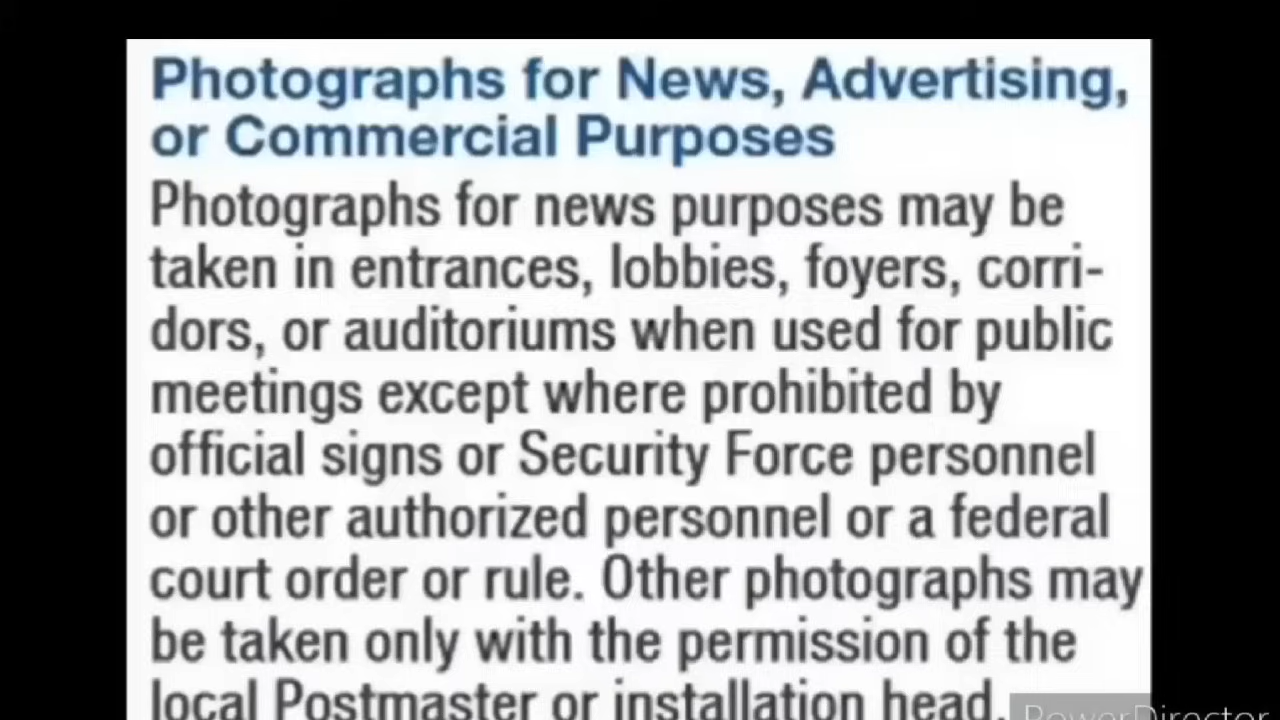 Photographs for News, Advertising,
or Commercial Purposes
Photographs for news purposes may be
taken in entrances, lobbies, foyers, corri-
dors, or auditoriums when used for public
meetings except where prohibited by
official signs or Security Force personnel
or other authorized personnel or a federal
court order or rule. Other photographs may
be taken only with the permission of the
local Postmaster or installation head.
PowerDirector